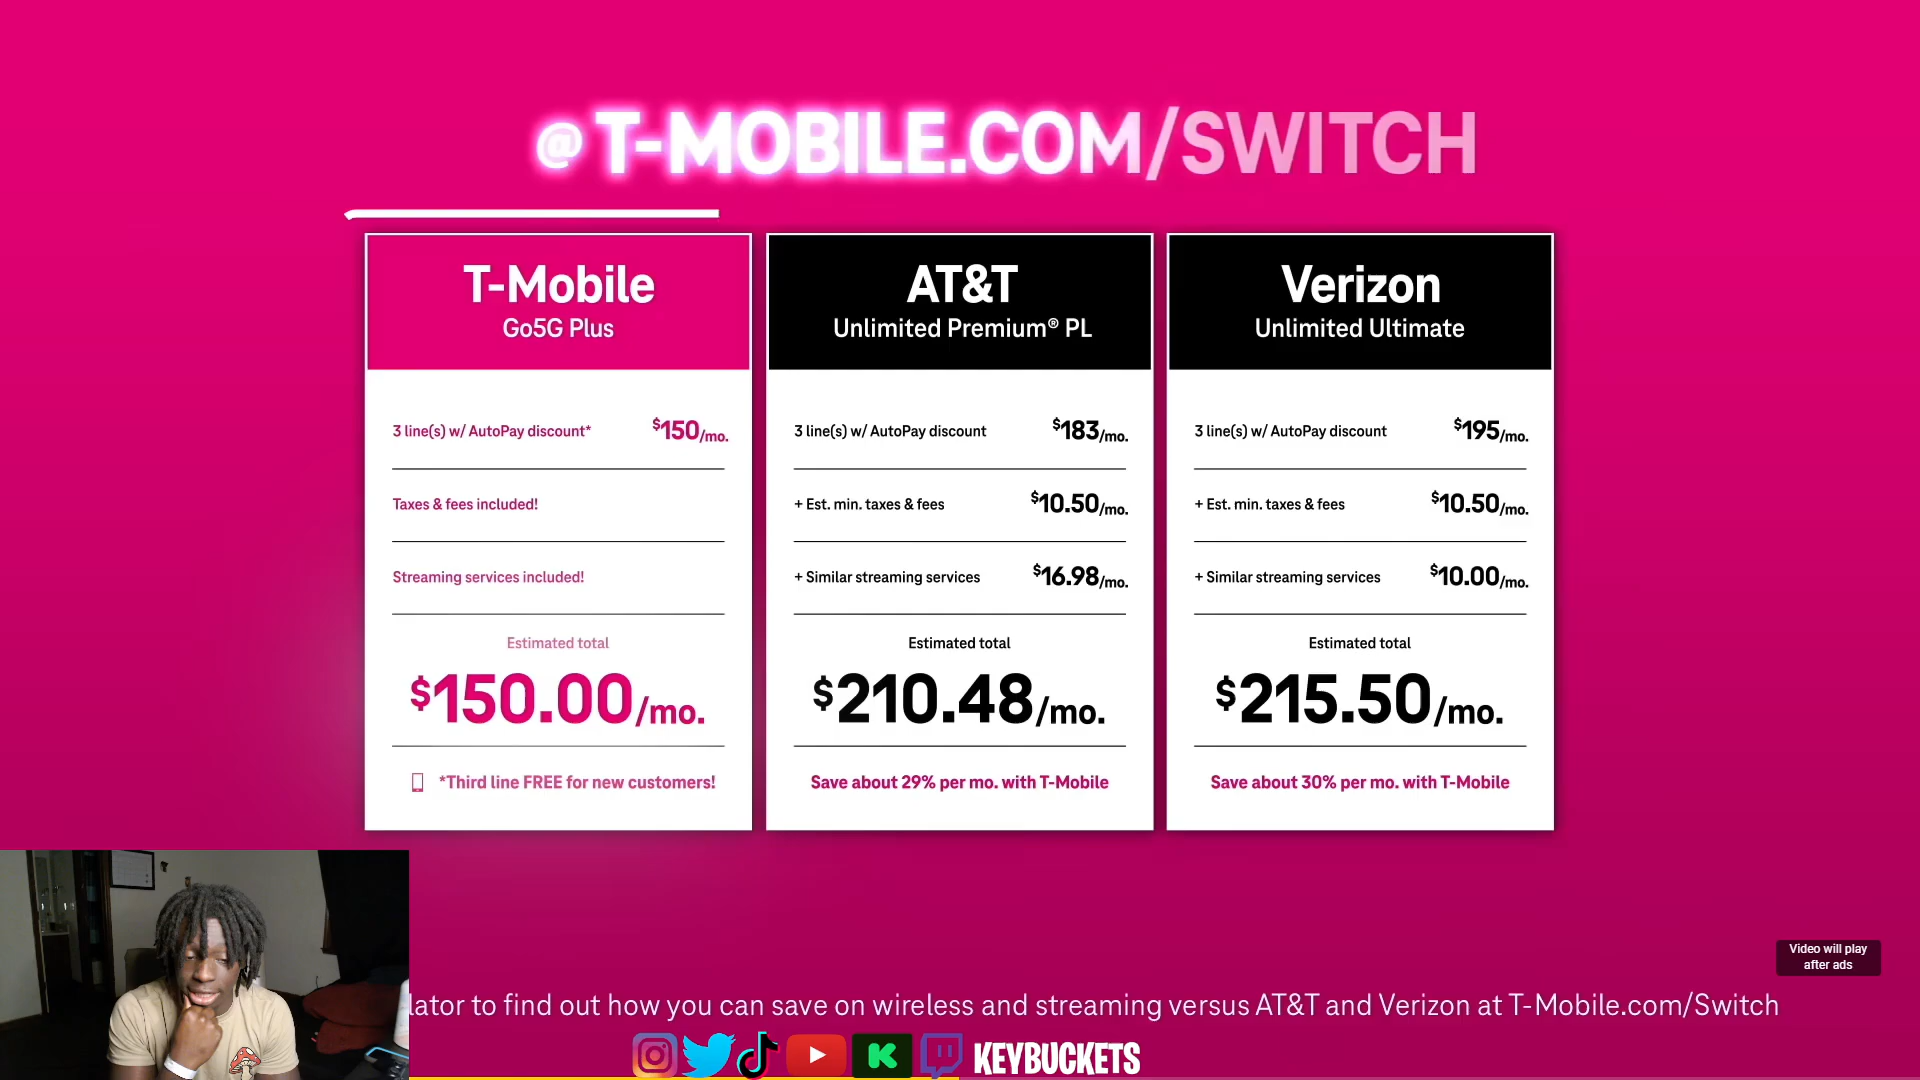 @T-MOBILE.COM/SWITCH
T-Mobile
Go5G Plus
3 line(s) w/ AutoPay discount* $150/mo.
Taxes & fees included!
Streaming services included!
Estimated total
$150.00/mo.
*Third line FREE for new customers!
AT&T
Unlimited Premium® PL
3 line(s) w/ AutoPay discount $183/mo.
+ Est. min. taxes & fees $10.50/mo.
+ Similar streaming services $16.98/mo.
Estimated total
$210.48/mo.
Save about 29% per mo. with T-Mobile
Verizon
Unlimited Ultimate
3 line(s) w/ AutoPay discount $195/mo.
+ Est. min. taxes & fees $10.50/mo.
+ Similar streaming services $10.00/mo.
Estimated total
$215.50/mo.
Save about 30% per mo. with T-Mobile
Video will play
after ads
lator to find out how you can save on wireless and streaming versus AT&T and Verizon at T-Mobile.com/Switch
K
KEYBUCKETS